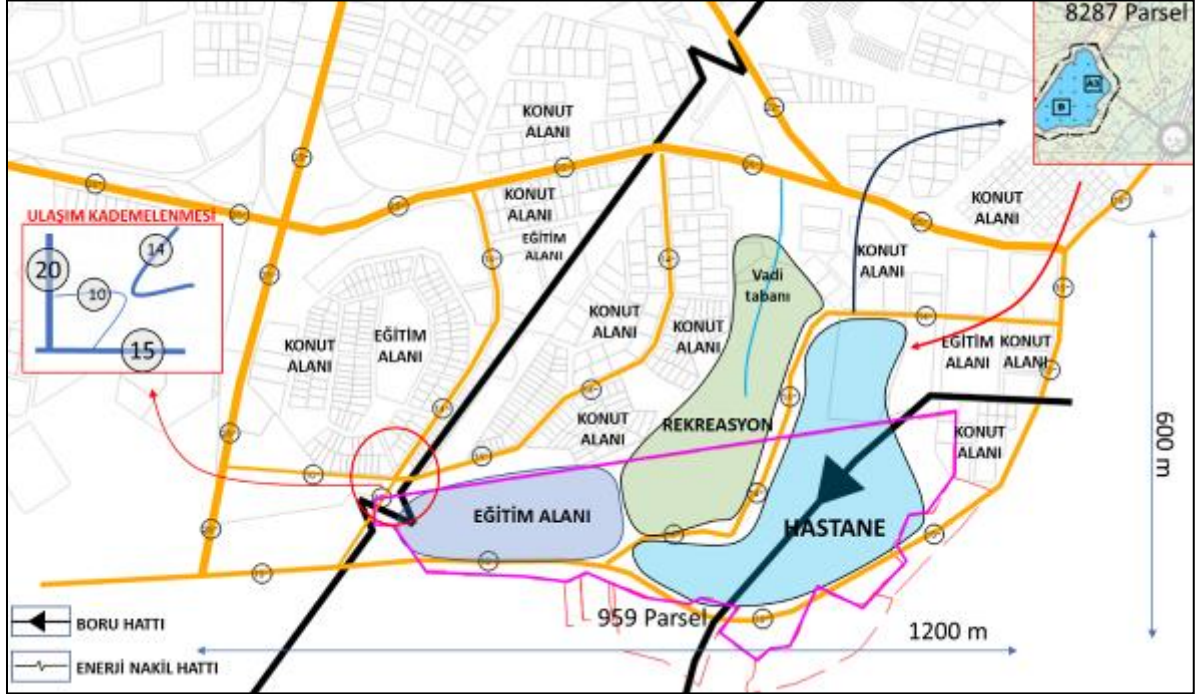 8287 Parsel
A3
B
KONUT
ALANI
KONUT
ALANI
EĞİTİM
ALANI
KONUT
ALANI
KONUT
ALANI
ULAŞIM KADEMELENMESİ
20
14
10
15
Vadi
tabanı
KONUT
ALANI
EĞİTİM
ALANI
KONUT
ALANI
KONUT
ALANI
EĞİTİM
ALANI
KONUT
ALANI
KONUT
ALANI
REKREASYON
KONUT
ALANI
600 m
EĞİTİM ALANI
HASTANE
959 Parsel
1200 m
BORU HATTI
ENERJİ NAKİL HATTI